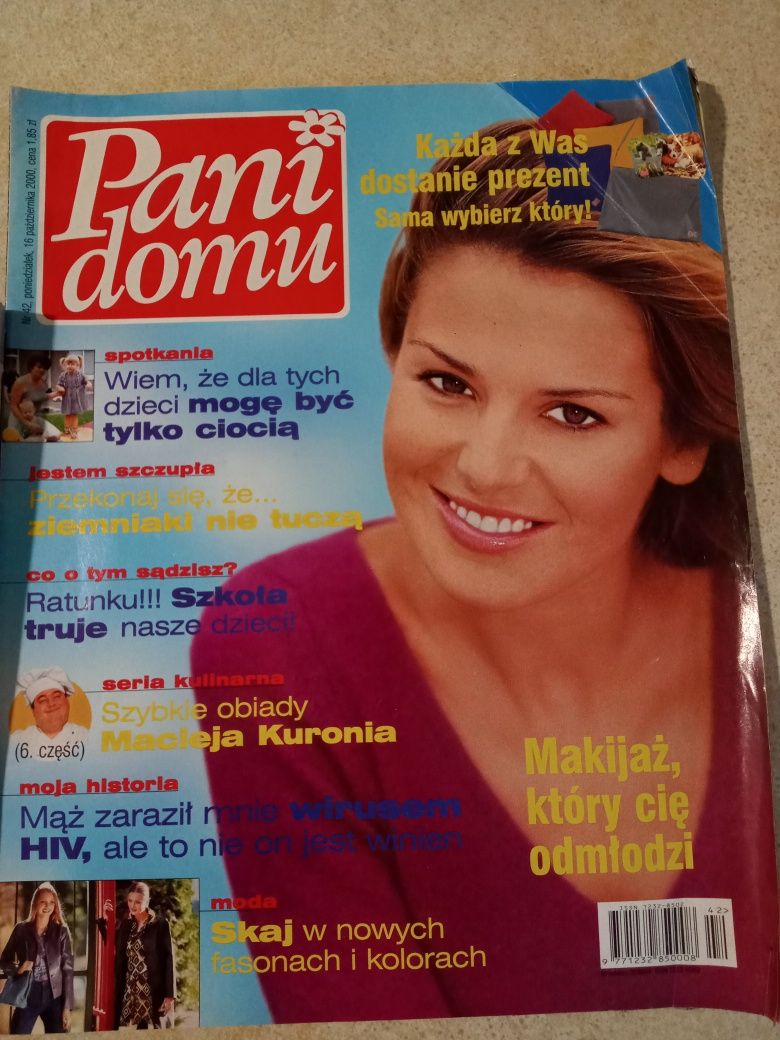 Nr 42, poniedziałek, 16 października 2000, cena 1,85 zł
Pani
domu
Każda z Was
dostanie prezent
Sama wybierz który!
spotkania
Wiem, że dla tych
dzieci mogę być
tylko ciocią
jestem szczupła
Przekonaj się, że...
ziemniaki nie tuczą
co o tym sądzisz?
Ratunku!!! Szkoła
truje nasze dzieci!
seria kulinarna
Szybkie obiady
Macieja Kuronia
(6. część)
moja historia
Mąż zaraził mnie wirusem
HIV, ale to nie on jest winien
Makijaż,
który cię
odmłodzi
moda
Skaj w nowych
fasonach i kolorach
ISSN 1232-8502
42>
9 771232 850008